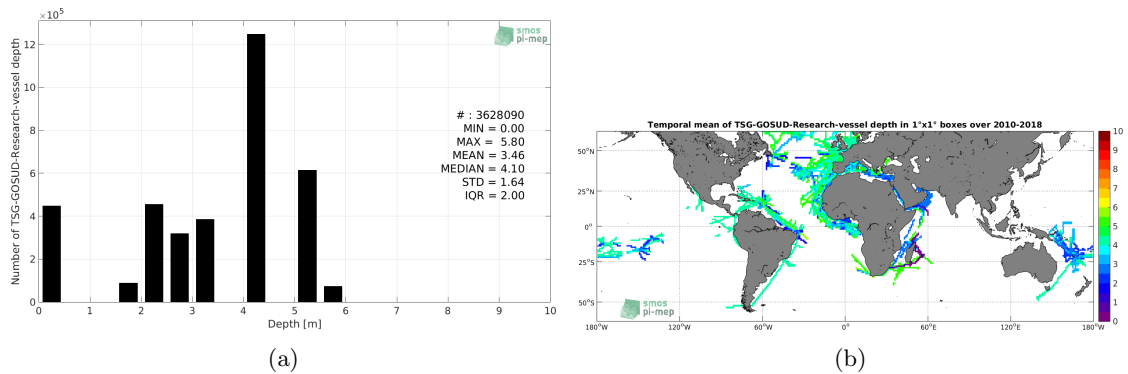 ×10⁵
12
10
8
6
4
2
0
Number of TSG-GOSUD-Research-vessel depth
0 1 2 3 4 5 6 7 8 9 10
Depth [m]
smos
pi-mep
# : 3628090
MIN = 0.00
MAX = 5.80
MEAN = 3.46
MEDIAN = 4.10
STD = 1.64
IQR = 2.00
(a)
Temporal mean of TSG-GOSUD-Research-vessel depth in 1°x1° boxes over 2010-2018
50°N
25°N
0°
25°S
50°S
180°W 120°W 60°W 0° 60°E 120°E 180°W
smos
pi-mep
10
9
8
7
6
5
4
3
2
1
0
(b)